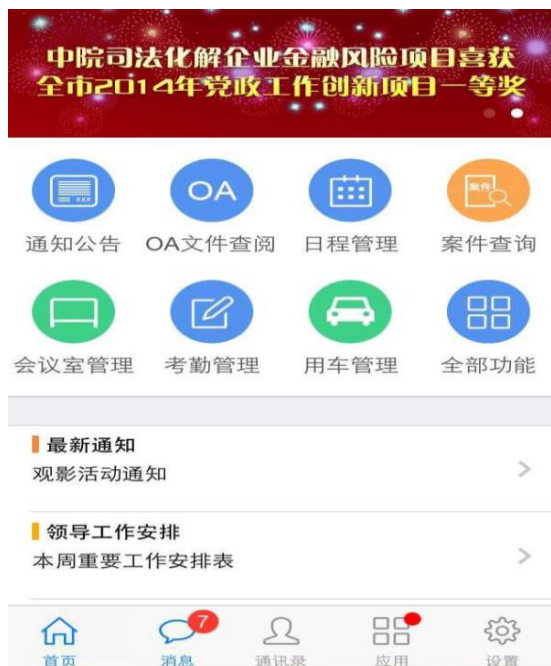 中院司法化解企业金融风险项目喜获
全市2014年党政工作创新项目一等奖
OA
案件
xxx
通知公告 OA文件查阅 日程管理 案件查询
会议室管理 考勤管理 用车管理 全部功能
最新通知
观影活动通知
领导工作安排
本周重要工作安排表
7
首页 消息 通讯录 应用 设置